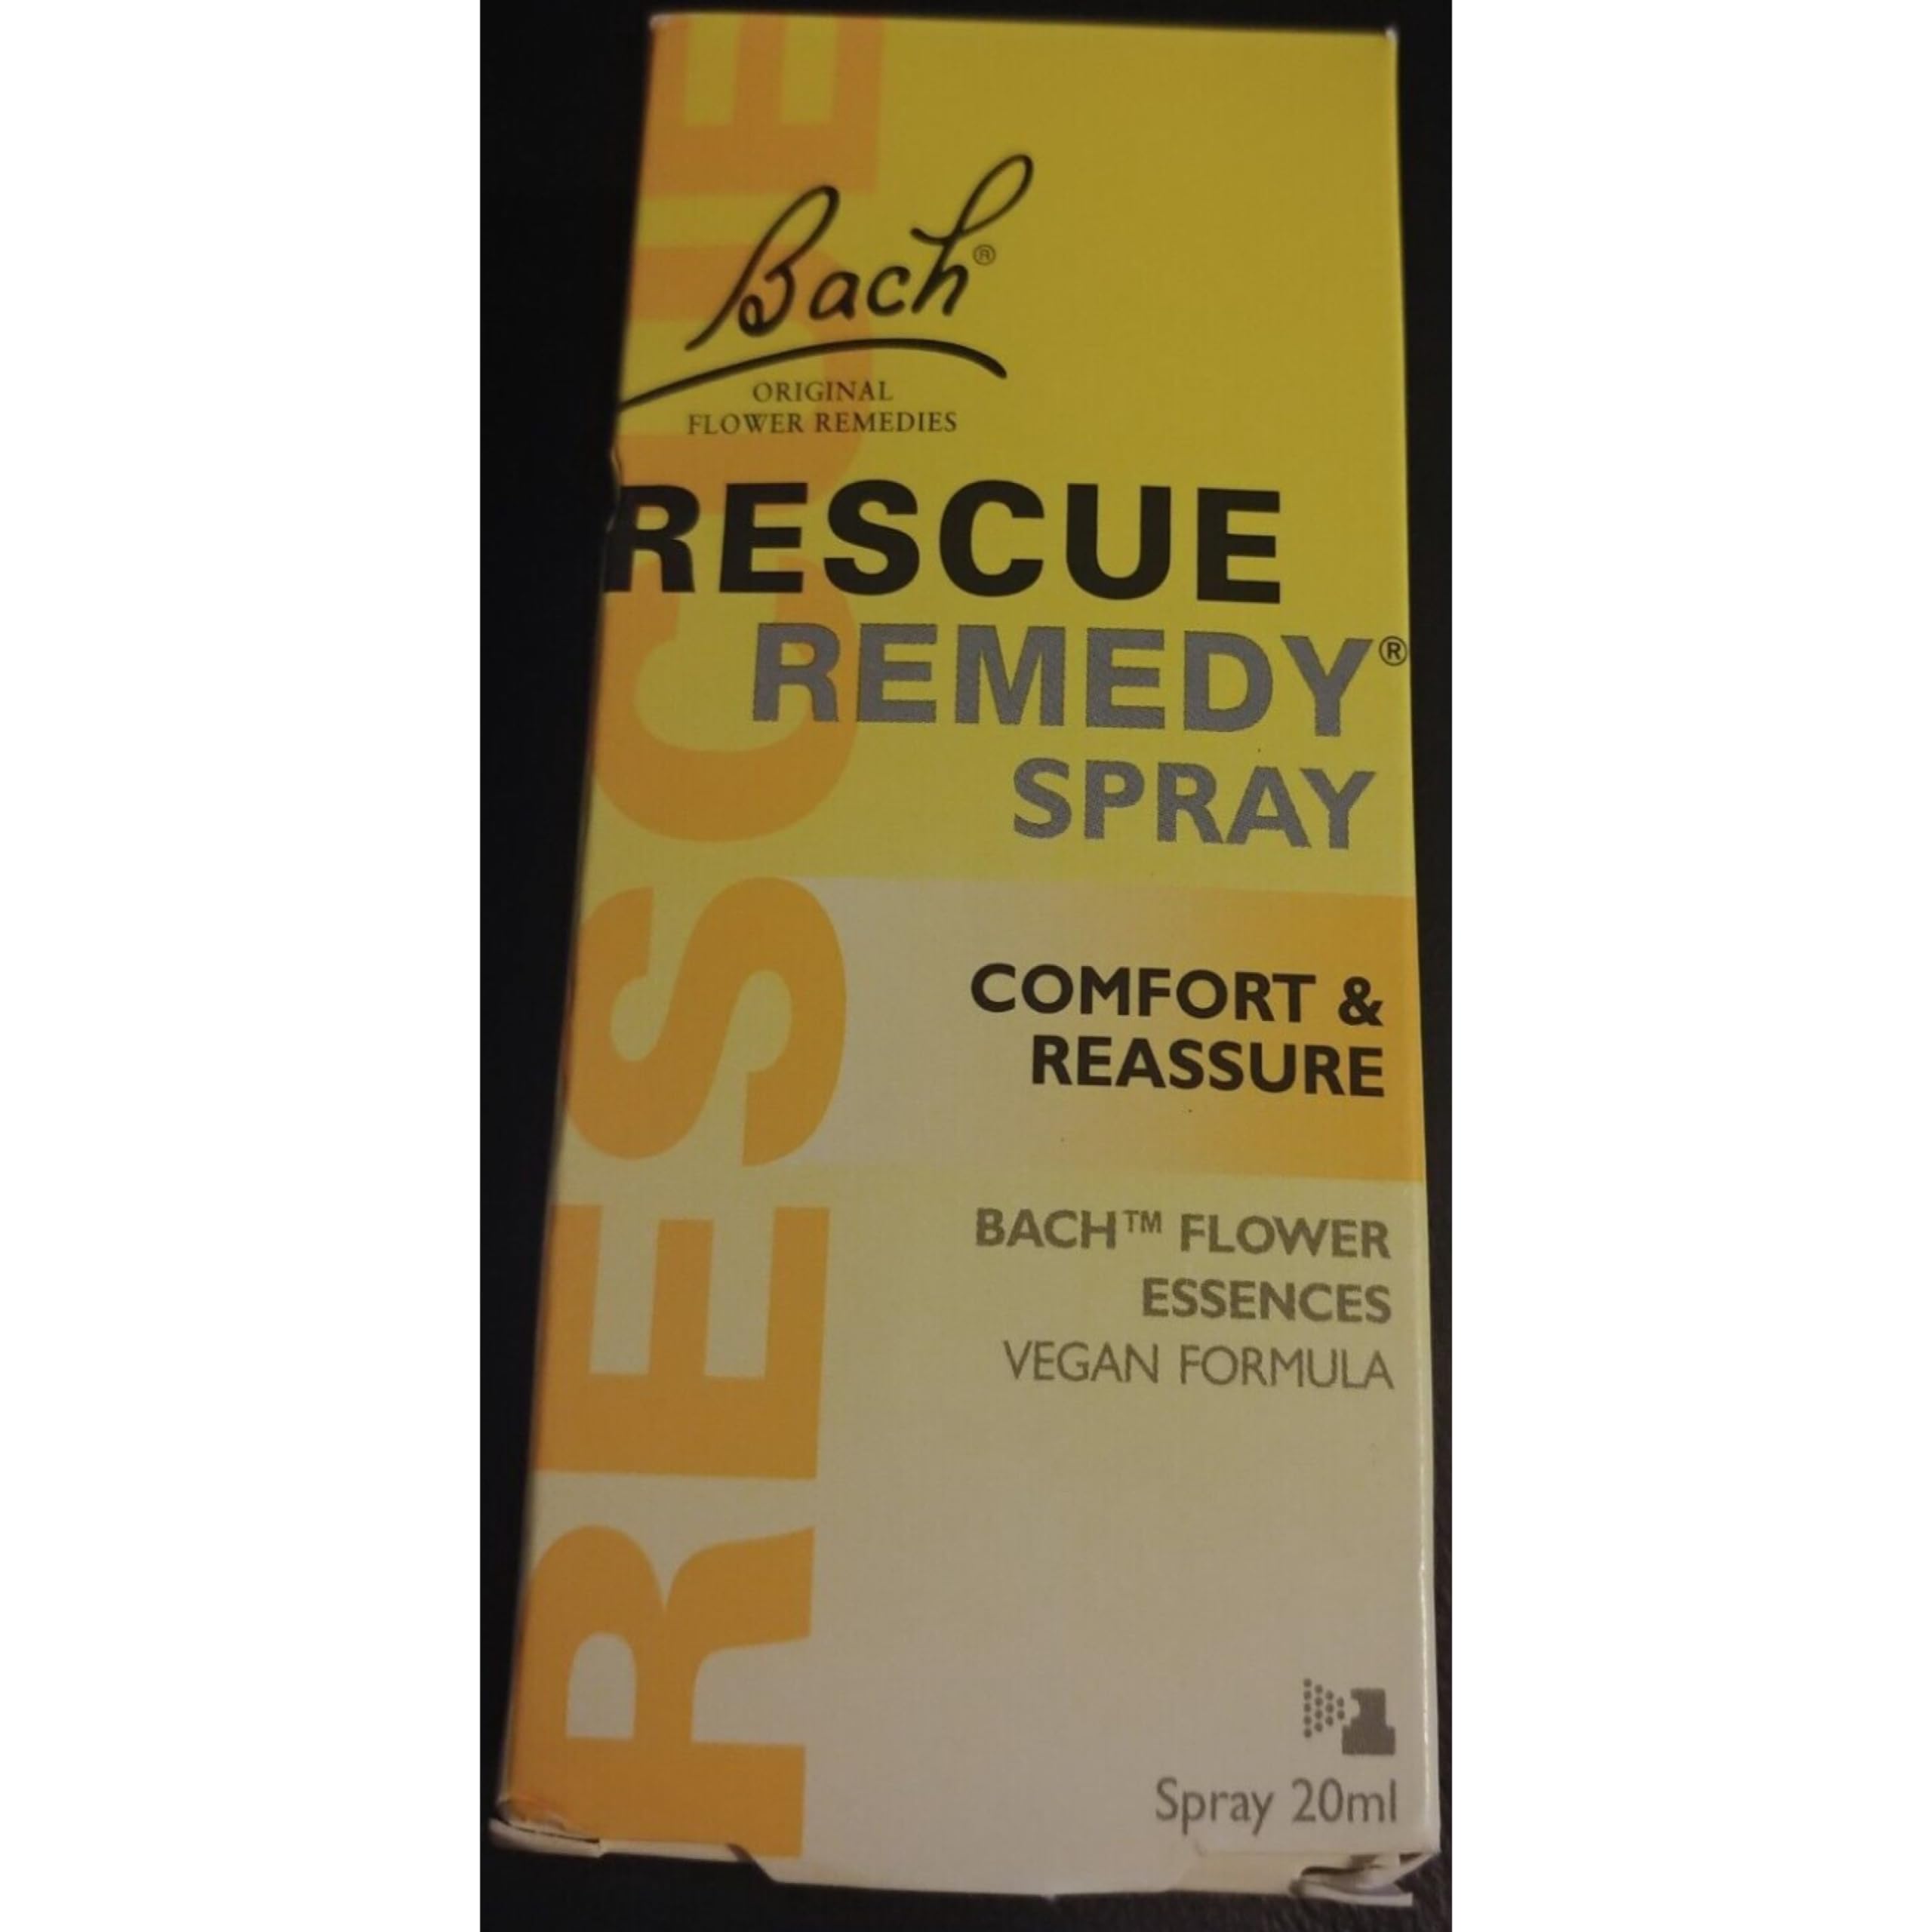 Bach®
ORIGINAL
FLOWER REMEDIES
RESCUE
REMEDY®
SPRAY
COMFORT &
REASSURE
BACH™ FLOWER
ESSENCES
VEGAN FORMULA
Spray 20ml
RESCUE